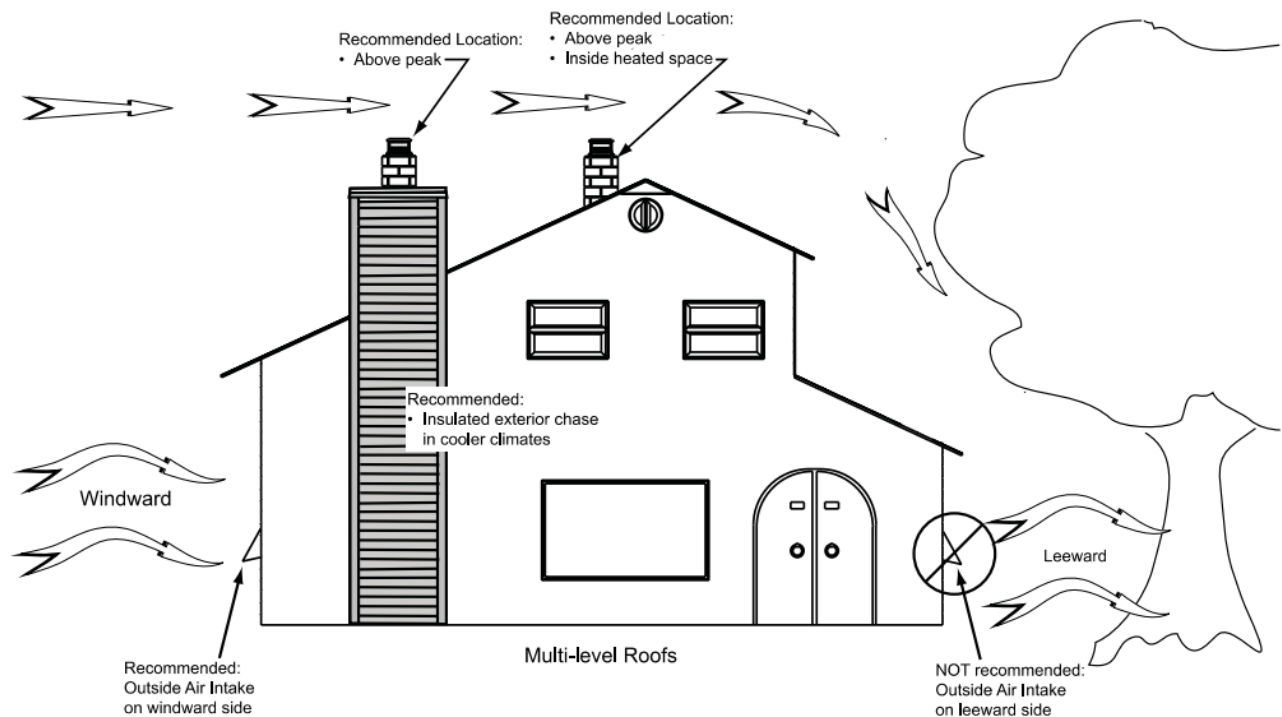 Recommended Location:
• Above peak
Recommended Location:
• Above peak
• Inside heated space
Recommended:
• Insulated exterior chase
in cooler climates
Windward
Leeward
Recommended:
Outside Air Intake
on windward side
Multi-level Roofs
NOT recommended:
Outside Air Intake
on leeward side